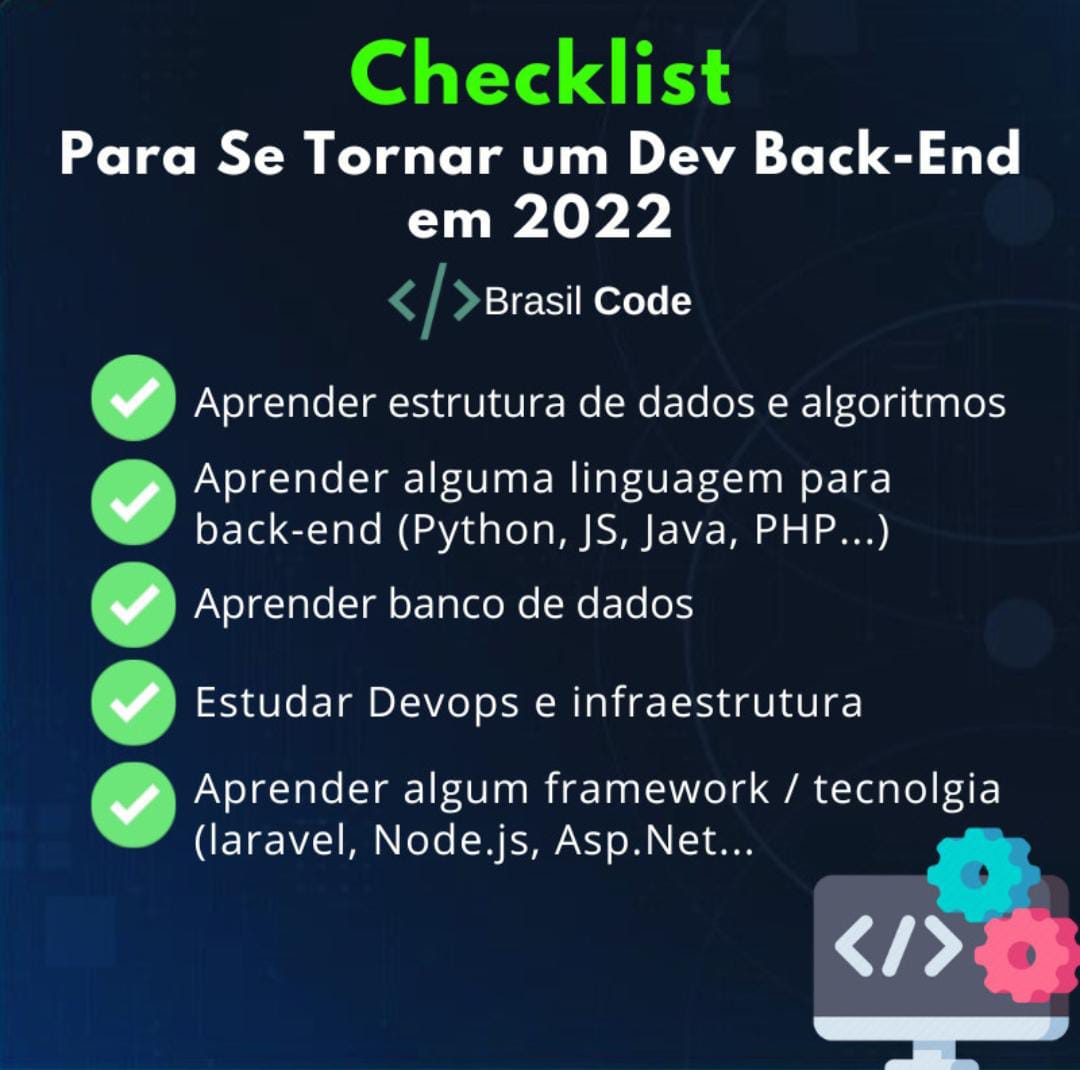 Checklist
Para Se Tornar um Dev Back-End
em 2022
</>Brasil Code
Aprender estrutura de dados e algoritmos
Aprender alguma linguagem para
back-end (Python, JS, Java, PHP...)
Aprender banco de dados
Estudar Devops e infraestrutura
Aprender algum framework / tecnolgia
(laravel, Node.js, Asp.Net...
</>